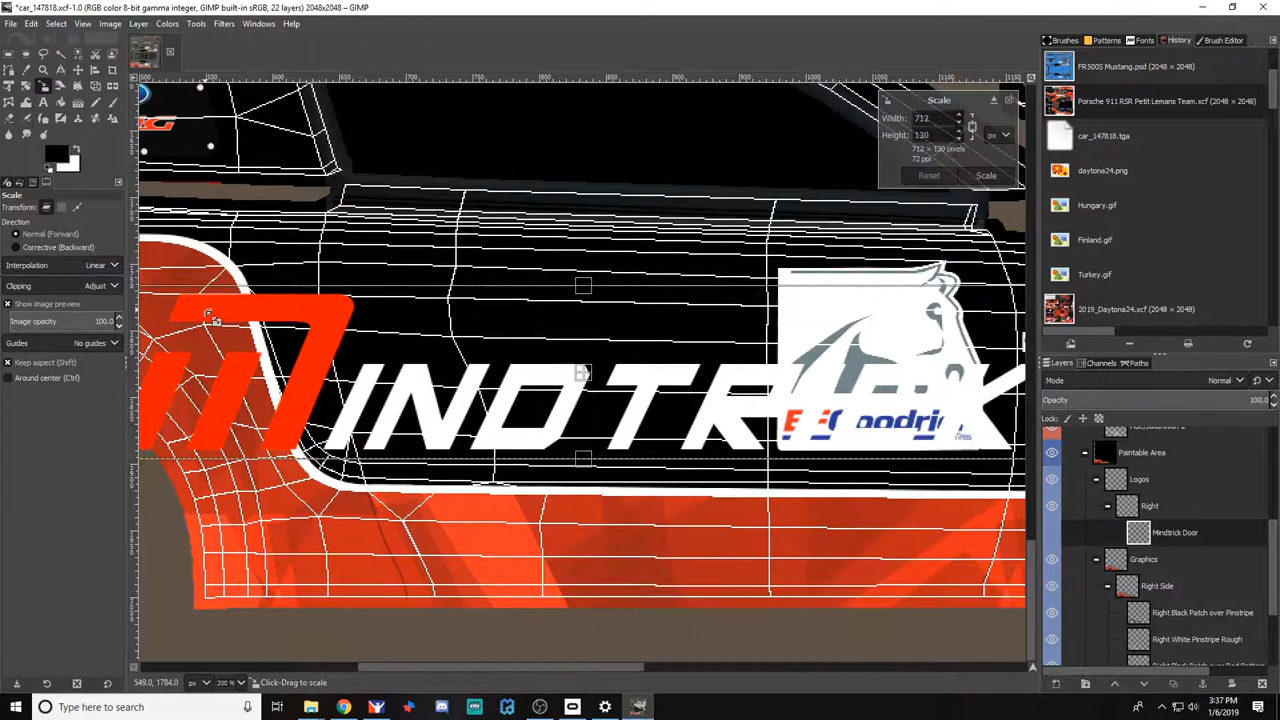 *car_147818.xcf-1.0 (RGB color 8-bit gamma integer, GIMP built-in sRGB, 22 layers) 2048x2048 – GIMP
File Edit Select View Image Layer Colors Tools Filters Windows Help
Brushes Patterns Fonts History Brush Editor
FR500S Mustang.psd (2048 × 2048)
Porsche 911 RSR Petit Lemans Team.xcf (2048 × 2048)
car_147818.tga
daytona24.png
Hungary.gif
Finland.gif
Turkey.gif
2019_Daytona24.xcf (2048 × 2048)
Scale
Width: 712
Height: 130
px
712 × 130 pixels
72 ppi
Reset Scale
Scale
Transform:
Direction
Normal (Forward)
Corrective (Backward)
Interpolation Linear
Clipping Adjust
Show image preview
Image opacity 100.0
Guides No guides
Keep aspect (Shift)
Around center (Ctrl)
MINDTRICK
Goodrich
Layers Channels Paths
Mode Normal
Opacity 100.0
Lock:
Paintable Area
Logos
Right
Mindtrick Door
Graphics
Right Side
Right Black Patch over Pinstripe
Right White Pinstripe Rough
549.0, 1784.0 px 200 % Click-Drag to scale
Type here to search
3:37 PM
1/6/2019